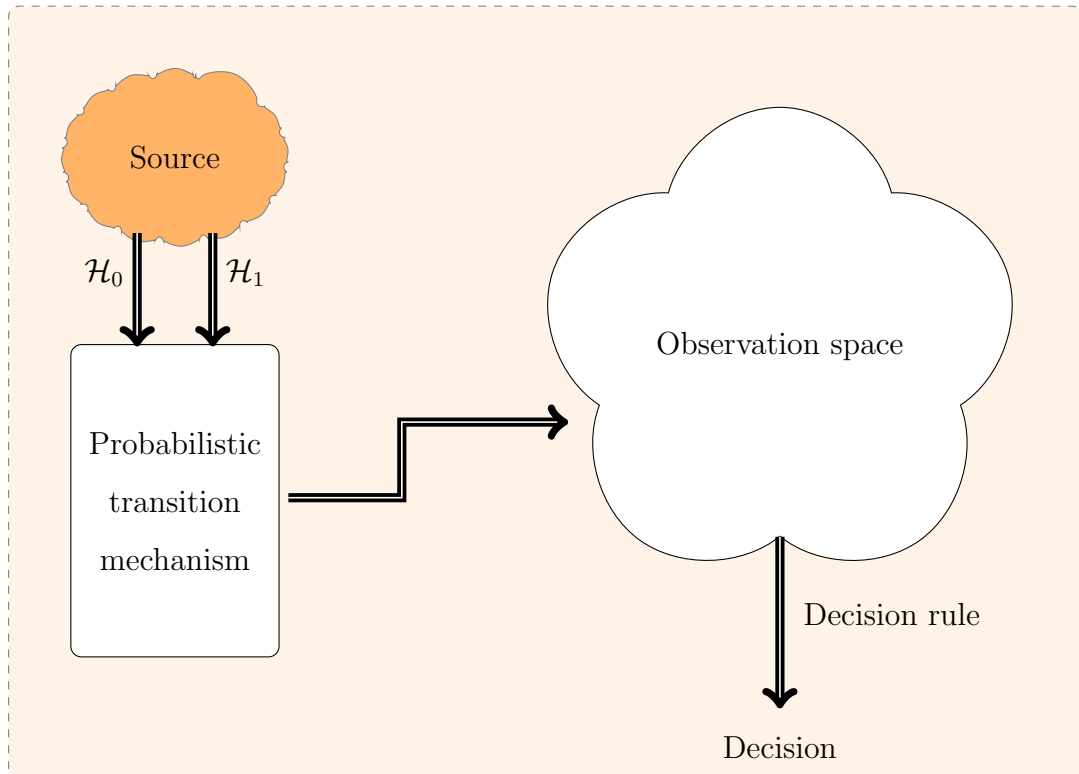 Source
ℋ₀
ℋ₁
Probabilistic
transition
mechanism
Observation space
Decision rule
Decision